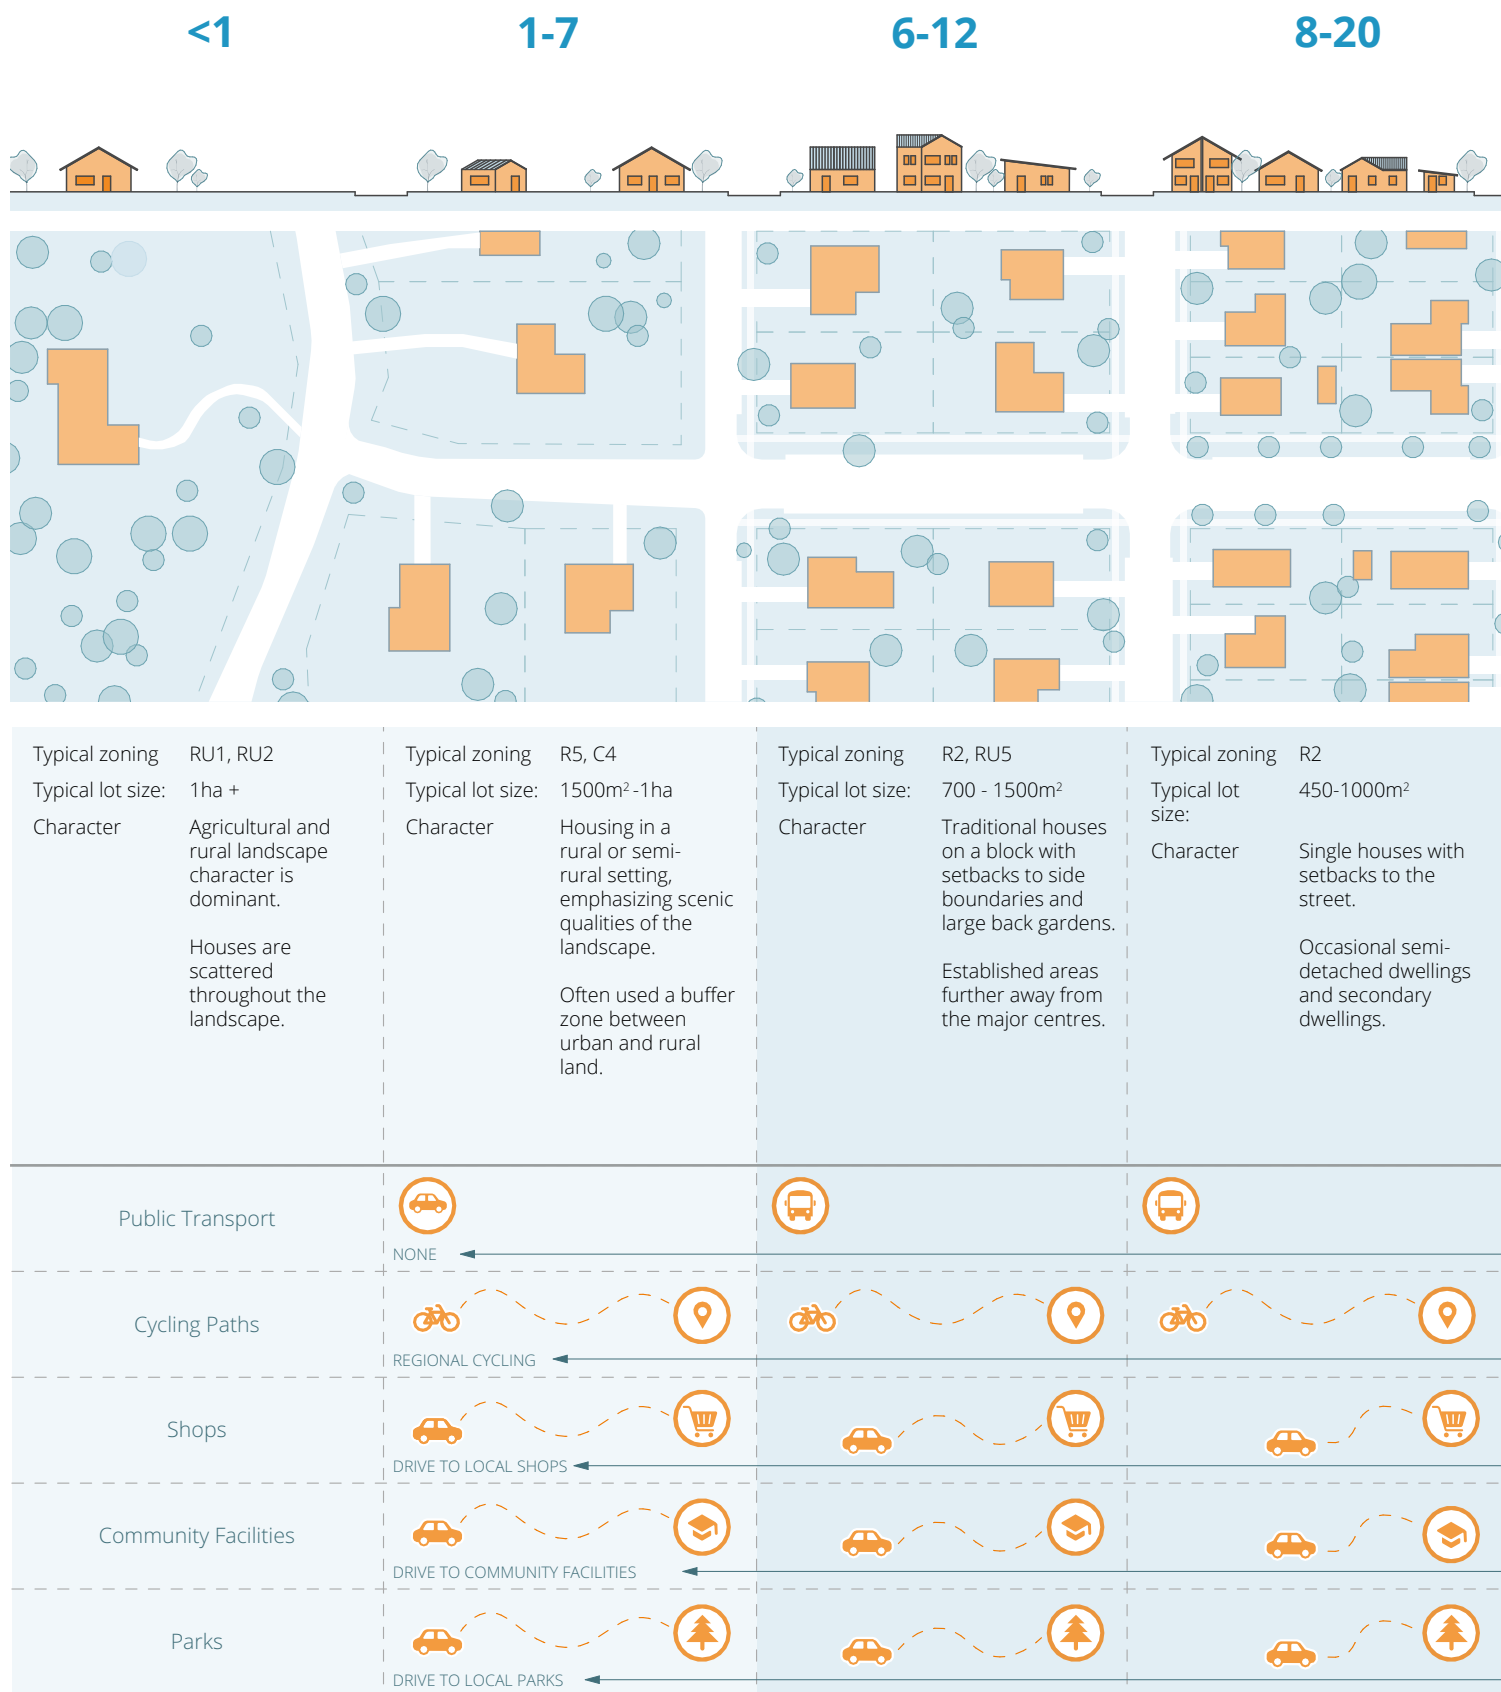 <1
1-7
6-12
8-20
Typical zoning RU1, RU2
Typical lot size: 1ha +
Character Agricultural and
rural landscape
character is
dominant.
Houses are
scattered
throughout the
landscape.
Typical zoning R5, C4
Typical lot size: 1500m² -1ha
Character Housing in a
rural or semi-
rural setting,
emphasizing scenic
qualities of the
landscape.
Often used a buffer
zone between
urban and rural
land.
Typical zoning R2, RU5
Typical lot size: 700 - 1500m²
Character Traditional houses
on a block with
setbacks to side
boundaries and
large back gardens.
Established areas
further away from
the major centres.
Typical zoning R2
Typical lot 450-1000m²
size:
Character Single houses with
setbacks to the
street.
Occasional semi-
detached dwellings
and secondary
dwellings.
Public Transport
NONE
Cycling Paths
REGIONAL CYCLING
Shops
DRIVE TO LOCAL SHOPS
Community Facilities
DRIVE TO COMMUNITY FACILITIES
Parks
DRIVE TO LOCAL PARKS